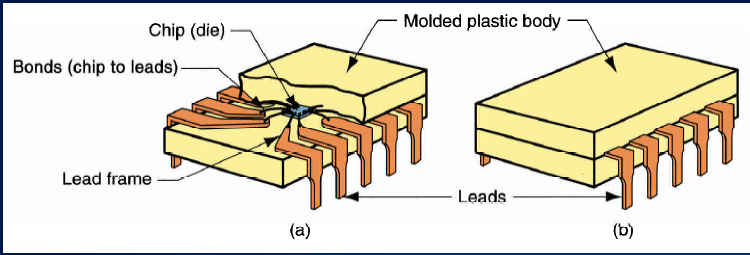 Chip (die)
Molded plastic body
Bonds (chip to leads)
Lead frame
Leads
(a)
(b)